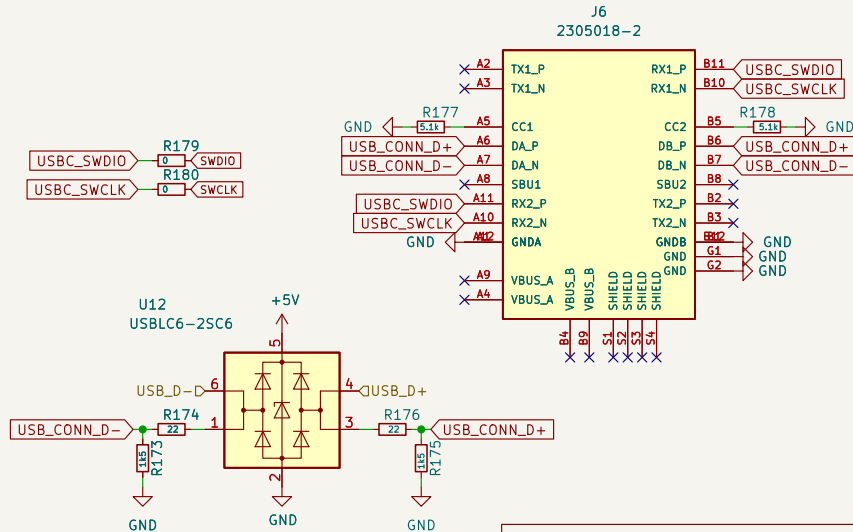 J6
2305018-2
A2 TX1_P RX1_P B11 USBC_SWDIO
A3 TX1_N RX1_N B10 USBC_SWCLK
R177 R178
GND 5.1k A5 CC1 CC2 B5 5.1k GND
USB_CONN_D+ A6 DA_P DB_P B6 USB_CONN_D+
USB_CONN_D- A7 DA_N DB_N B7 USB_CONN_D-
A8 SBU1 SBU2 B8
USBC_SWDIO A11 RX2_P TX2_P B2
USBC_SWCLK A10 RX2_N TX2_N B3
GND GNDA GNDB GND
GND G1 GND
GND G2 GND
A9 VBUS_A
A4 VBUS_A
VBUS_B VBUS_B SHIELD SHIELD SHIELD SHIELD
B4 B9 S1 S2 S3 S4
R179
USBC_SWDIO 0 SWDIO
R180
USBC_SWCLK 0 SWCLK
U12
USBLC6-2SC6
+5V
5
USB_D- 6 4 USB_D+
R174 R176
USB_CONN_D- 22 1 3 22 USB_CONN_D+
1k5 R173 1k5 R175
2
GND GND GND